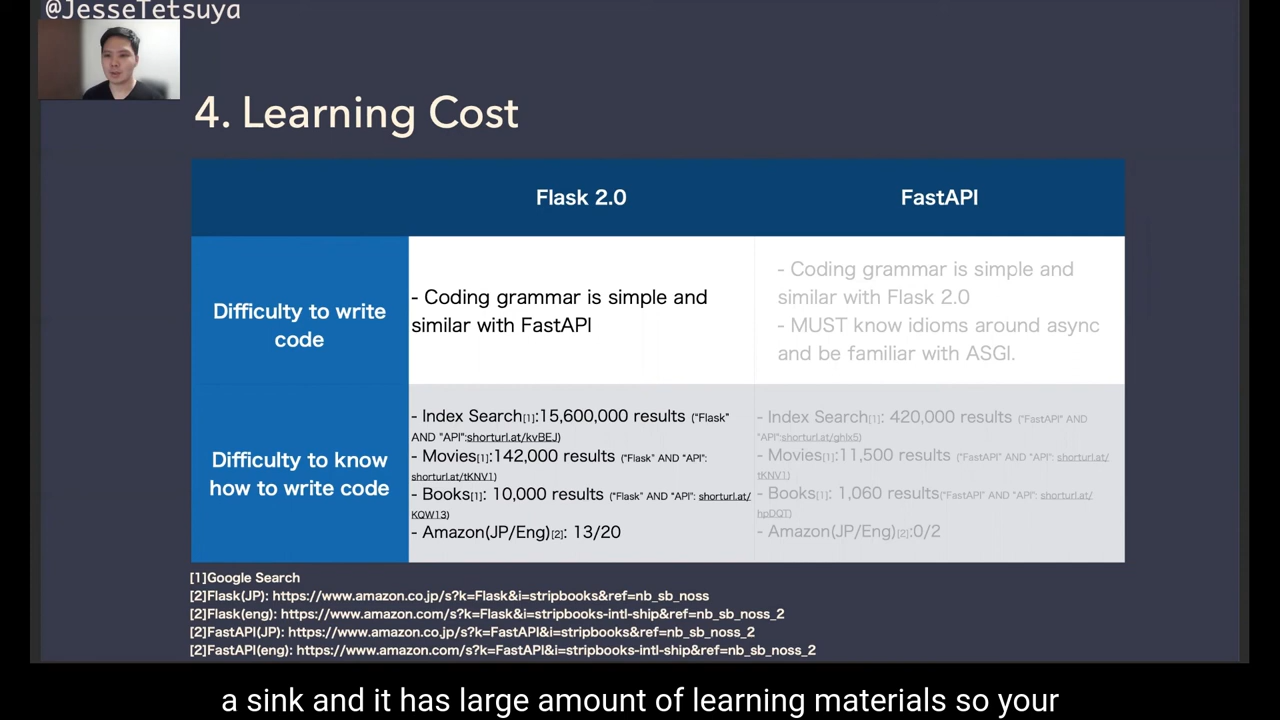 @JesseTetsuya
4. Learning Cost
Flask 2.0
FastAPI
Difficulty to write
code
- Coding grammar is simple and
similar with FastAPI
- Coding grammar is simple and
similar with Flask 2.0
- MUST know idioms around async
and be familiar with ASGI.
Difficulty to know
how to write code
- Index Search[1]:15,600,000 results ("Flask"
AND "API":shorturl.at/kvBEJ)
- Movies[1]:142,000 results ("Flask" AND "API":
shorturl.at/tKNV1)
- Books[1]: 10,000 results ("Flask" AND "API": shorturl.at/
KQW13)
- Amazon(JP/Eng)[2]: 13/20
- Index Search[1]: 420,000 results ("FastAPI" AND
"API":shorturl.at/ghix5)
- Movies[1]:11,500 results ("FastAPI" AND "API": shorturl.at/
tKNV1)
- Books[1]: 1,060 results("FastAPI" AND "API": shorturl.at/
hpDQT)
- Amazon(JP/Eng)[2]:0/2
[1]Google Search
[2]Flask(JP): https://www.amazon.co.jp/s?k=Flask&i=stripbooks&ref=nb_sb_noss
[2]Flask(eng): https://www.amazon.com/s?k=Flask&i=stripbooks-intl-ship&ref=nb_sb_noss_2
[2]FastAPI(JP): https://www.amazon.co.jp/s?k=FastAPI&i=stripbooks&ref=nb_sb_noss_2
[2]FastAPI(eng): https://www.amazon.com/s?k=FastAPI&i=stripbooks-intl-ship&ref=nb_sb_noss_2
a sink and it has large amount of learning materials so your